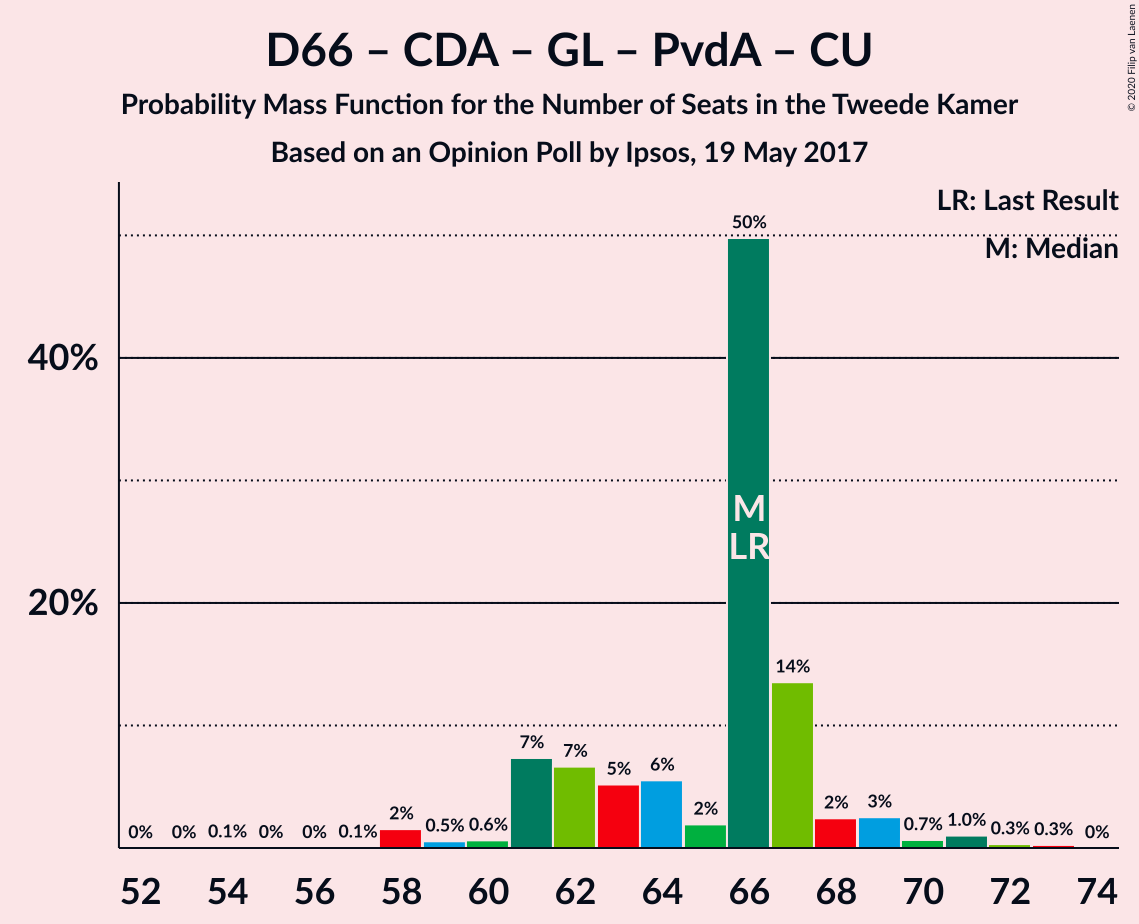 D66 – CDA – GL – PvdA – CU
Probability Mass Function for the Number of Seats in the Tweede Kamer
Based on an Opinion Poll by Ipsos, 19 May 2017
© 2020 Filip van Laenen
LR: Last Result
M: Median
40%
20%
0% 0% 0.1% 0% 0% 0.1% 2% 0.5% 0.6% 7% 7% 5% 6% 2% 50% 14% 2% 3% 0.7% 1.0% 0.3% 0.3% 0%
M
LR
52 54 56 58 60 62 64 66 68 70 72 74